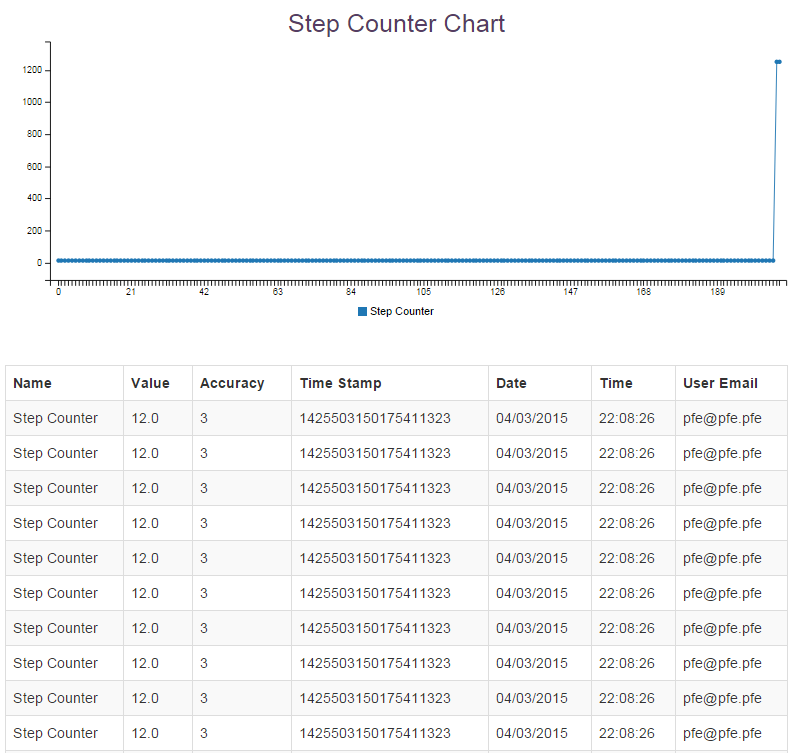 Step Counter Chart
1200
1000
800
600
400
200
0
0 21 42 63 84 105 126 147 168 189
Step Counter
Name Value Accuracy Time Stamp Date Time User Email
Step Counter 12.0 3 1425503150175411323 04/03/2015 22:08:26 pfe@pfe.pfe
Step Counter 12.0 3 1425503150175411323 04/03/2015 22:08:26 pfe@pfe.pfe
Step Counter 12.0 3 1425503150175411323 04/03/2015 22:08:26 pfe@pfe.pfe
Step Counter 12.0 3 1425503150175411323 04/03/2015 22:08:26 pfe@pfe.pfe
Step Counter 12.0 3 1425503150175411323 04/03/2015 22:08:26 pfe@pfe.pfe
Step Counter 12.0 3 1425503150175411323 04/03/2015 22:08:26 pfe@pfe.pfe
Step Counter 12.0 3 1425503150175411323 04/03/2015 22:08:26 pfe@pfe.pfe
Step Counter 12.0 3 1425503150175411323 04/03/2015 22:08:26 pfe@pfe.pfe
Step Counter 12.0 3 1425503150175411323 04/03/2015 22:08:26 pfe@pfe.pfe
Step Counter 12.0 3 1425503150175411323 04/03/2015 22:08:26 pfe@pfe.pfe